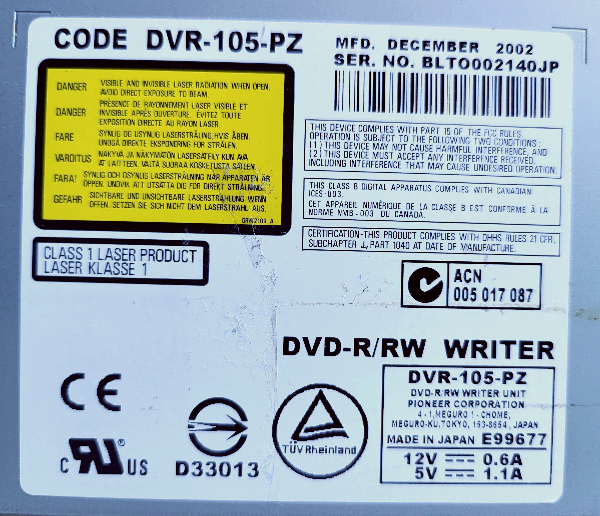 CODE DVR-105-PZ
MFD. DECEMBER 2002
SER. NO. BLTO002140JP
DANGER VISIBLE AND INVISIBLE LASER RADIATION WHEN OPEN.
AVOID DIRECT EXPOSURE TO BEAM.
DANGER PRÉSENCE DE RAYONNEMENT LASER VISIBLE ET
INVISIBLE APRÈS OUVERTURE. ÉVITEZ TOUTE
EXPOSITION DIRECTE AU RAYON LASER.
FARE SYNLIG OG USYNLIG LASERSTRÅLING, HVIS ÅBEN.
UNDGÅ DIREKTE EKSPONERING FOR STRÅLEN.
VAROITUS NÄKYVÄ JA NÄKYMÄTÖN LASERSÄTEILY KUN AVATAAN.
FARA! SYNLIG OCH OSYNLIG LASERSTRÅLNING NÄR APPARATEN ÄR
ÖPPEN. UNDVIK ATT UTSÄTTA DIG FÖR DIREKT STRÅLNING.
GEFAHR SICHTBARE UND UNSICHTBARE LASERSTRAHLUNG WENN
OFFEN. SETZEN SIE SICH NICHT DEM LASERSTRAHL AUS.
CLASS 1 LASER PRODUCT
LASER KLASSE 1
THIS DEVICE COMPLIES WITH PART 15 OF THE FCC RULES.
OPERATION IS SUBJECT TO THE FOLLOWING TWO CONDITIONS :
( 1 ) THIS DEVICE MAY NOT CAUSE HARMFUL INTERFERENCE, AND
( 2 ) THIS DEVICE MUST ACCEPT ANY INTERFERENCE RECEIVED,
INCLUDING INTERFERENCE THAT MAY CAUSE UNDESIRED OPERATION.
THIS CLASS B DIGITAL APPARATUS COMPLIES WITH CANADIAN
ICES-003.
CET APPAREIL NUMÉRIQUE DE LA CLASSE B EST CONFORME À LA
NORME NMB-003 DU CANADA.
CERTIFICATION-THIS PRODUCT COMPLIES WITH DHHS RULES 21 CFR,
SUBCHAPTER J, PART 1040 AT DATE OF MANUFACTURE.
ACN
005 017 087
DVD-R/RW WRITER
CE
C RU US
D33013
TÜV Rheinland
DVR-105-PZ
DVD-R/RW WRITER UNIT
PIONEER CORPORATION
4-1, MEGURO 1-CHOME,
MEGURO-KU, TOKYO, 153-8654, JAPAN
MADE IN JAPAN E99677
12V 0.6A
5V 1.1A